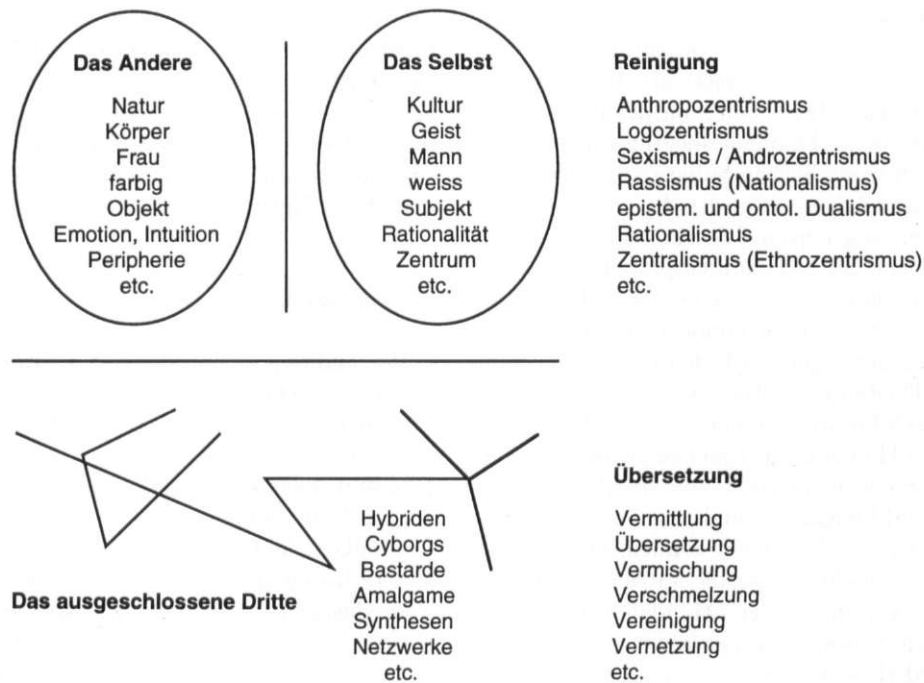 Das Andere
Natur
Körper
Frau
farbig
Objekt
Emotion, Intuition
Peripherie
etc.
Das Selbst
Kultur
Geist
Mann
weiss
Subjekt
Rationalität
Zentrum
etc.
Reinigung
Anthropozentrismus
Logozentrismus
Sexismus / Androzentrismus
Rassismus (Nationalismus)
epistem. und ontol. Dualismus
Rationalismus
Zentralismus (Ethnozentrismus)
etc.
Das ausgeschlossene Dritte
Hybriden
Cyborgs
Bastarde
Amalgame
Synthesen
Netzwerke
etc.
Übersetzung
Vermittlung
Übersetzung
Vermischung
Verschmelzung
Vereinigung
Vernetzung
etc.